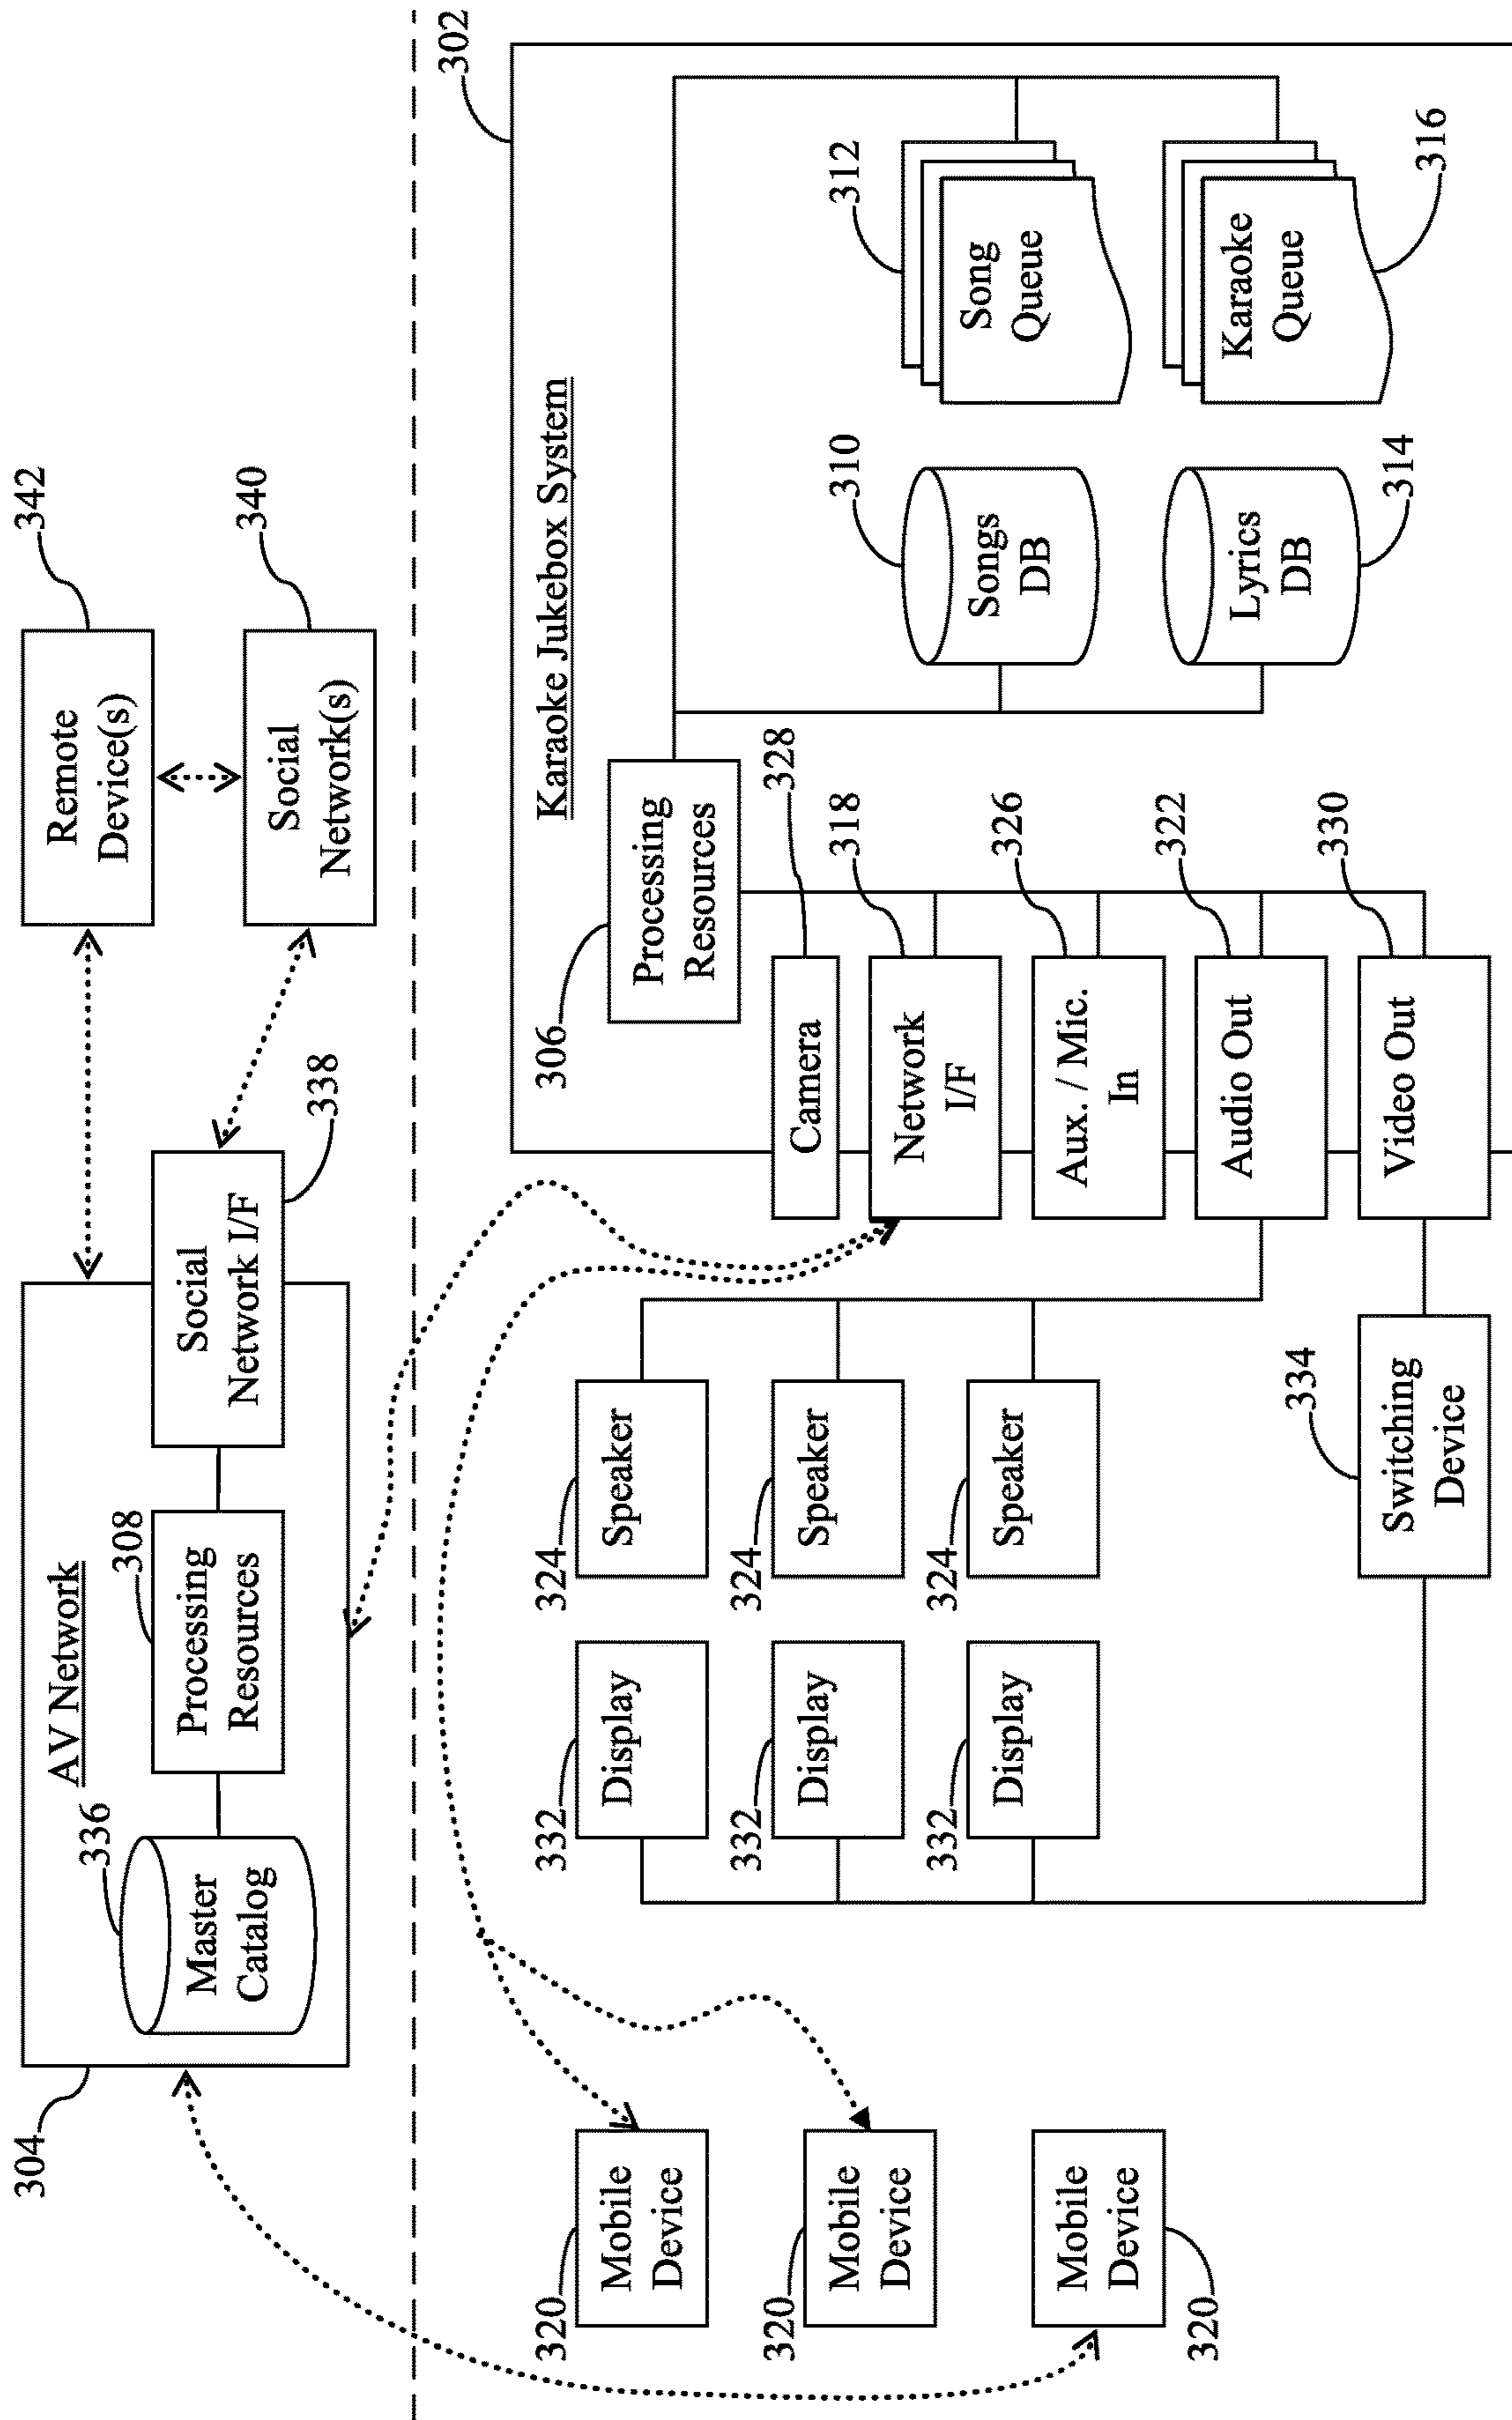 304
AV Network
336
Master
Catalog
308
Processing
Resources
Social
Network I/F
338
Remote
Device(s)
342
Social
Network(s)
340
302
Karaoke Jukebox System
306
Processing
Resources
310
Songs
DB
312
Song
Queue
Lyrics
DB
314
Karaoke
Queue
316
Camera
328
Network
I/F
318
Aux. / Mic.
In
326
Audio Out
322
Video Out
330
324
Speaker
324
Speaker
324
Speaker
334
Switching
Device
332
Display
332
Display
332
Display
320
Mobile
Device
320
Mobile
Device
Mobile
Device
320